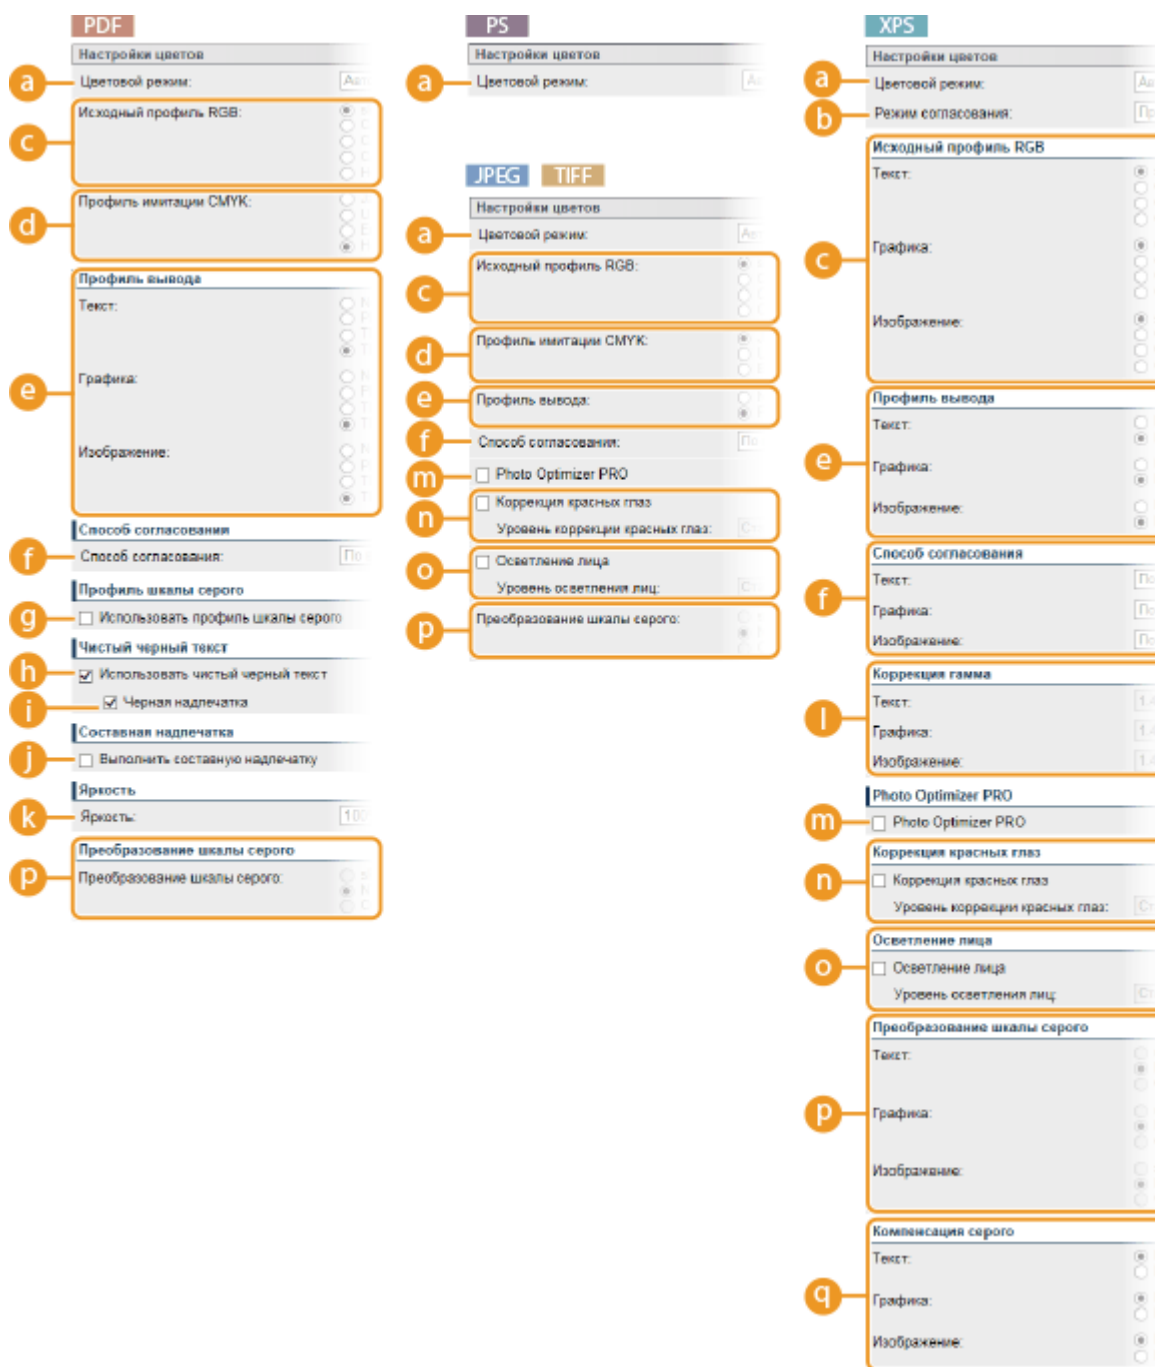 PDF
Настройки цветов
a
Цветовой режим:
c
Исходный профиль RGB:
d
Профиль имитации CMYK:
e
Профиль вывода
Текст:
Графика:
Изображение:
Способ согласования
f
Способ согласования:
Профиль шкалы серого
g
Использовать профиль шкалы серого
Чистый черный текст
h
Использовать чистый черный текст
i
Черная надпечатка
Составная надпечатка
j
Выполнить составную надпечатку
Яркость
k
Яркость:
Преобразование шкалы серого
p
Преобразование шкалы серого:
PS
Настройки цветов
a
Цветовой режим:
JPEG TIFF
Настройки цветов
a
Цветовой режим:
c
Исходный профиль RGB:
d
Профиль имитации CMYK:
e
Профиль вывода:
f
Способ согласования:
m
Photo Optimizer PRO
n
Коррекция красных глаз
Уровень коррекции красных глаз:
o
Осветление лица
Уровень осветления лиц:
p
Преобразование шкалы серого:
XPS
Настройки цветов
a
Цветовой режим:
b
Режим согласования:
Исходный профиль RGB
Текст:
c
Графика:
Изображение:
Профиль вывода
Текст:
e
Графика:
Изображение:
Способ согласования
Текст:
f
Графика:
Изображение:
Коррекция гамма
Текст:
l
Графика:
Изображение:
Photo Optimizer PRO
m
Photo Optimizer PRO
Коррекция красных глаз
n
Коррекция красных глаз
Уровень коррекции красных глаз:
Осветление лица
o
Осветление лица
Уровень осветления лиц:
Преобразование шкалы серого
Текст:
p
Графика:
Изображение:
Компенсация серого
Текст:
q
Графика:
Изображение: